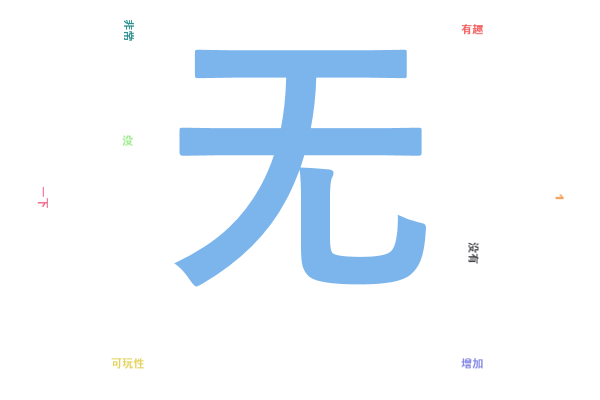 非常
有趣
无
没
一下
1
没有
可玩性
增加